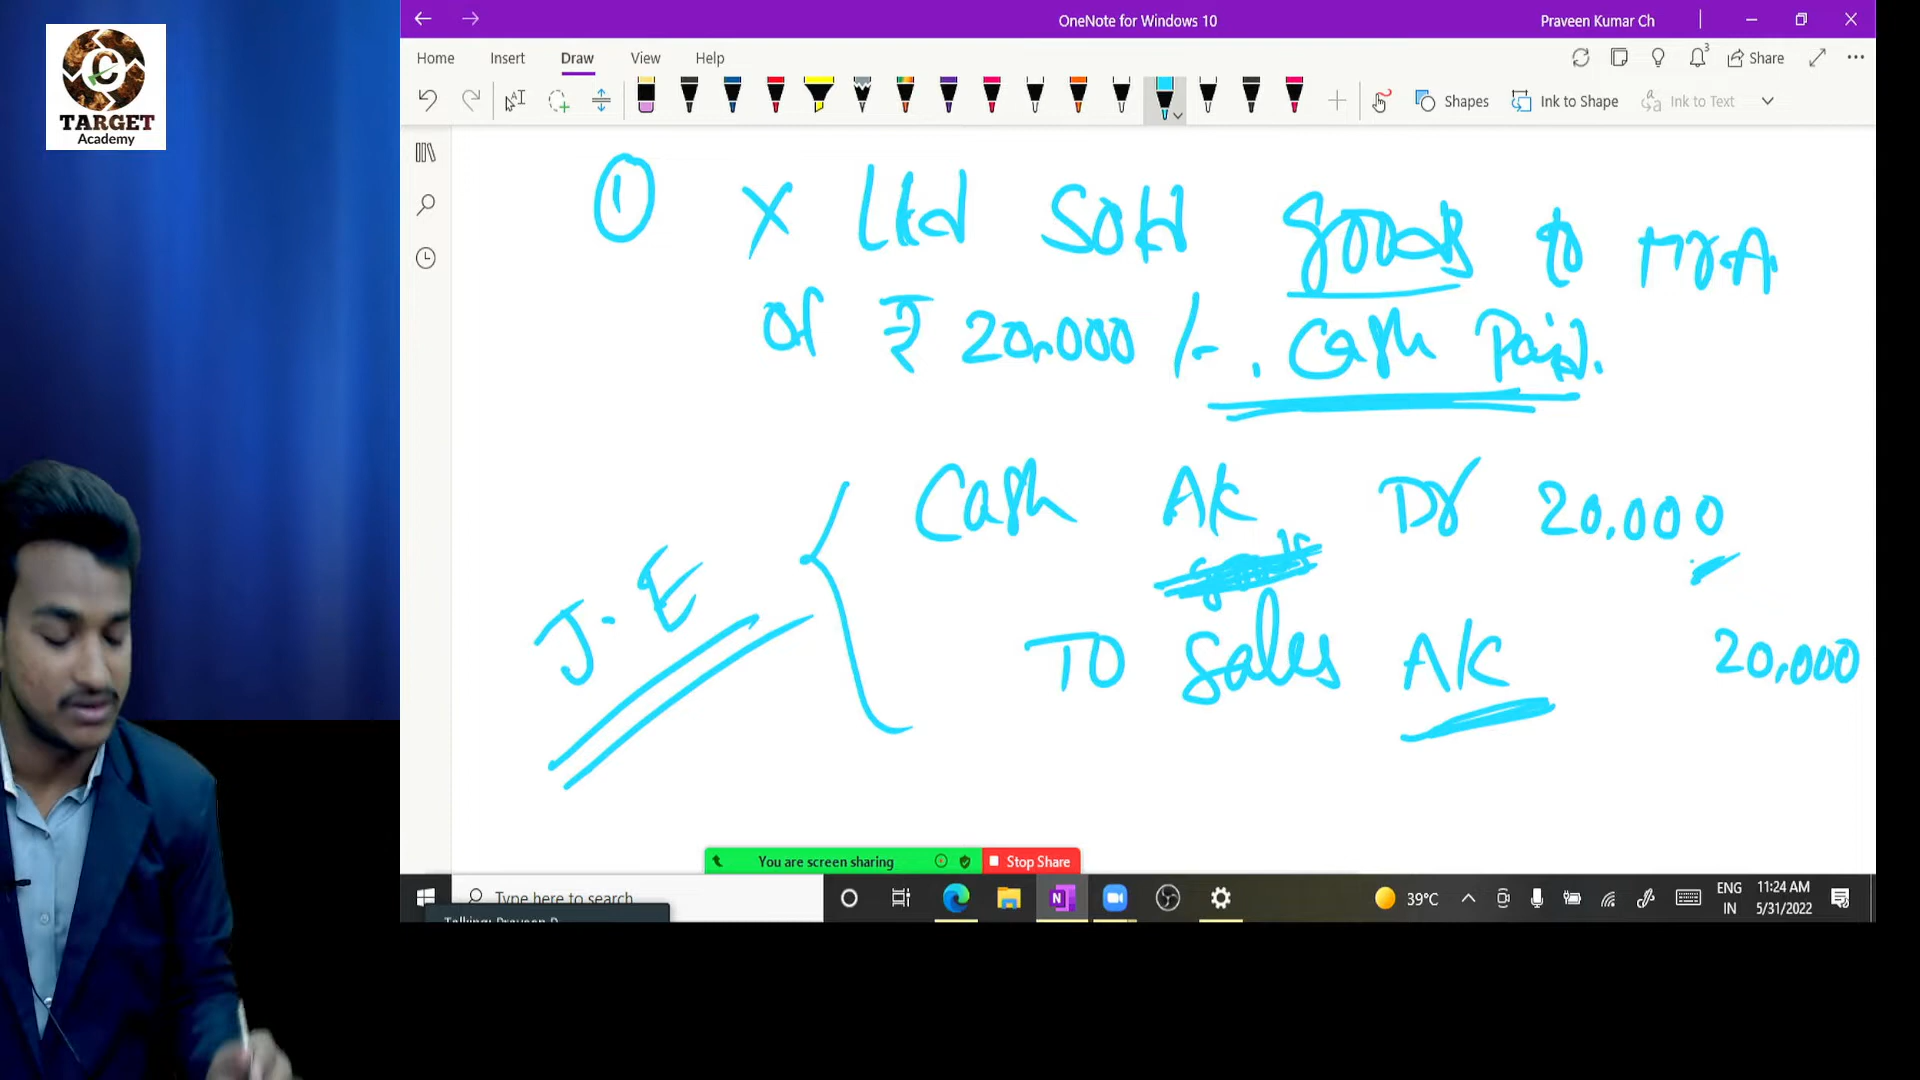 TARGET
Academy
OneNote for Windows 10
Praveen Kumar Ch
Home Insert Draw View Help
3
Share
Shapes Ink to Shape Ink to Text
① X Ltd Sold goods to Mr A.
of ₹ 20,000/-. Cash Paid.
Cash A/c Dr 20,000
J.E
TO Sales A/c 20,000
You are screen sharing Stop Share
Type here to search
39°C
ENG
IN
11:24 AM
5/31/2022